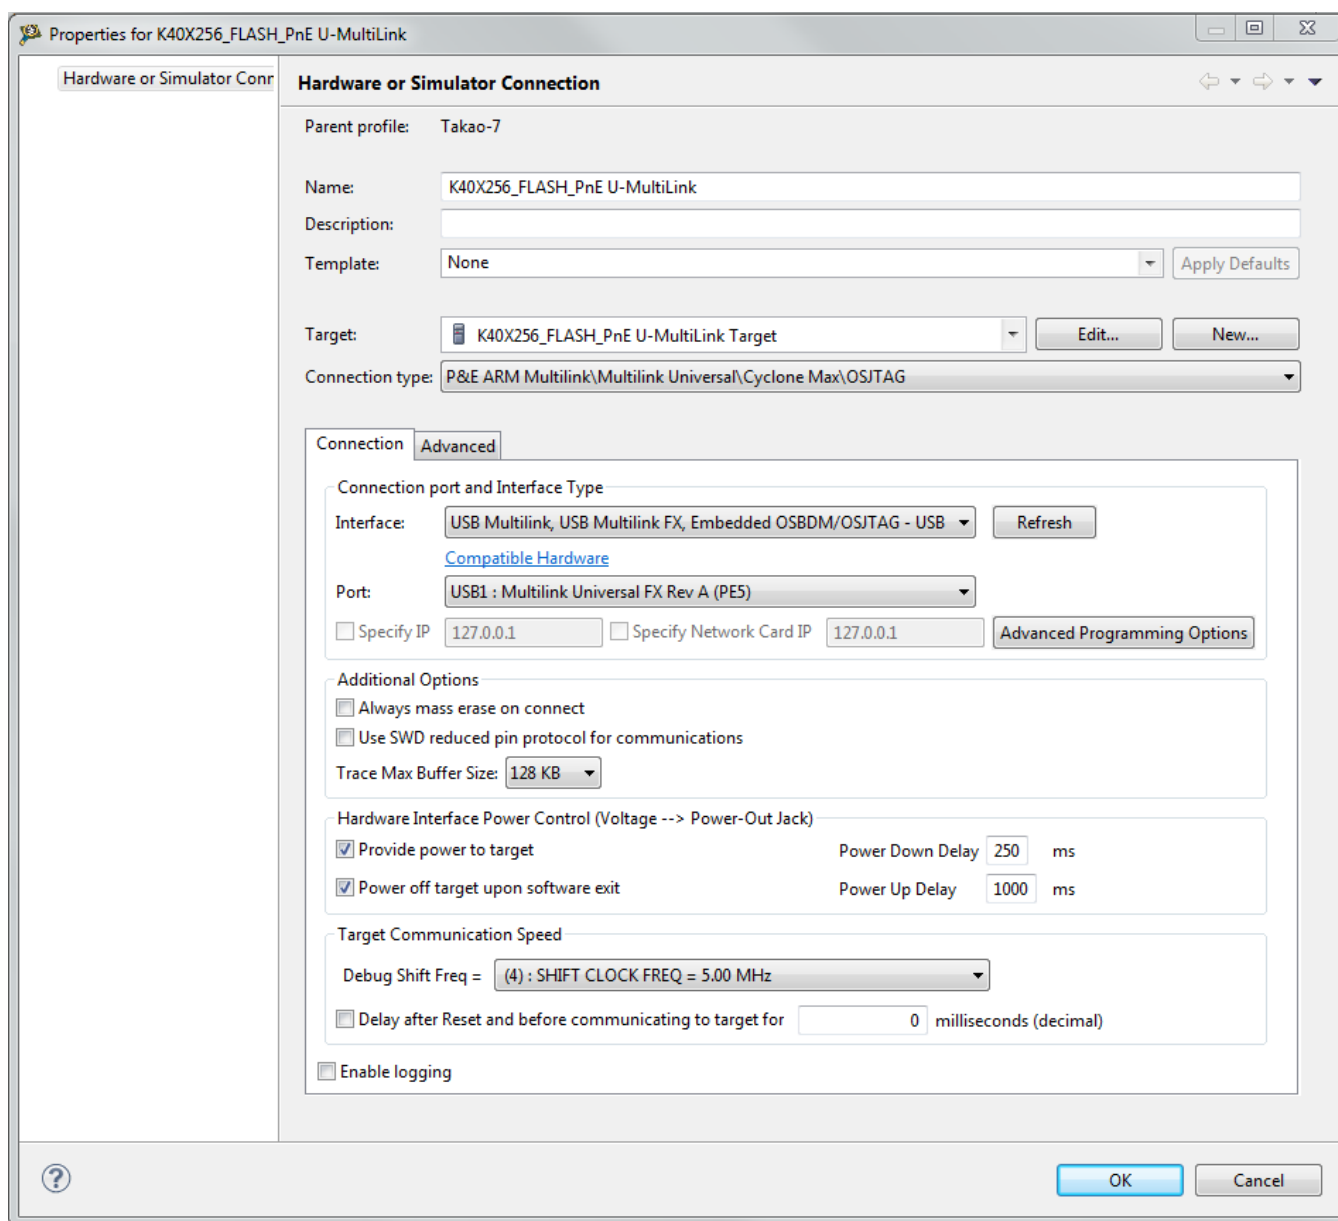 Properties for K40X256_FLASH_PnE U-MultiLink
Hardware or Simulator Conr
Hardware or Simulator Connection
Parent profile: Takao-7
Name: K40X256_FLASH_PnE U-MultiLink
Description:
Template: None Apply Defaults
Target: K40X256_FLASH_PnE U-MultiLink Target Edit... New...
Connection type: P&E ARM Multilink\Multilink Universal\Cyclone Max\OSJTAG
Connection Advanced
Connection port and Interface Type
Interface: USB Multilink, USB Multilink FX, Embedded OSBDM/OSJTAG - USB Refresh
Compatible Hardware
Port: USB1 : Multilink Universal FX Rev A (PE5)
Specify IP 127.0.0.1 Specify Network Card IP 127.0.0.1 Advanced Programming Options
Additional Options
Always mass erase on connect
Use SWD reduced pin protocol for communications
Trace Max Buffer Size: 128 KB
Hardware Interface Power Control (Voltage --> Power-Out Jack)
Provide power to target Power Down Delay 250 ms
Power off target upon software exit Power Up Delay 1000 ms
Target Communication Speed
Debug Shift Freq = (4) : SHIFT CLOCK FREQ = 5.00 MHz
Delay after Reset and before communicating to target for 0 milliseconds (decimal)
Enable logging
? OK Cancel